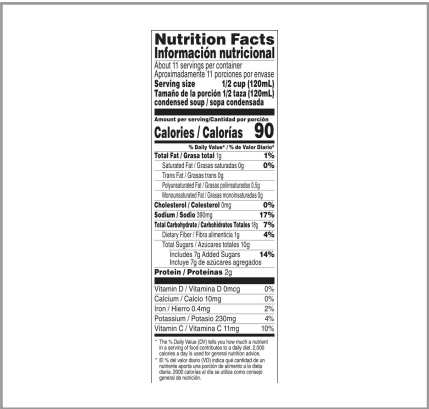 Nutrition Facts
Información nutricional
About 11 servings per container
Aproximadamente 11 porciones por envase
Serving size 1/2 cup (120mL)
Tamaño de la porción 1/2 taza (120mL)
condensed soup / sopa condensada
Amount per serving/Cantidad por porción
Calories / Calorías 90
% Daily Value* / % de Valor Diario*
Total Fat / Grasa total 1g 1%
Saturated Fat / Grasas saturadas 0g 0%
Trans Fat / Grasas trans 0g
Polyunsaturated Fat / Grasas poliinsaturadas 0.5g
Monounsaturated Fat / Grasas monoinsaturadas 0g
Cholesterol / Colesterol 0mg 0%
Sodium / Sodio 390mg 17%
Total Carbohydrate / Carbohidratos Totales 18g 7%
Dietary Fiber / Fibra alimenticia 1g 4%
Total Sugars / Azúcares totales 10g
Includes 7g Added Sugars 14%
Incluye 7g de azúcares agregados
Protein / Proteínas 2g
Vitamin D / Vitamina D 0mcg 0%
Calcium / Calcio 10mg 0%
Iron / Hierro 0.4mg 2%
Potassium / Potasio 230mg 4%
Vitamin C / Vitamina C 11mg 10%
* The % Daily Value (DV) tells you how much a nutrient
in a serving of food contributes to a daily diet. 2,000
calories a day is used for general nutrition advice.
* El % del valor diario (VD) indica qué cantidad de un
nutriente aporta una porción de alimento a la dieta
diaria. 2000 calorías al día se utiliza como consejo
general de nutrición.